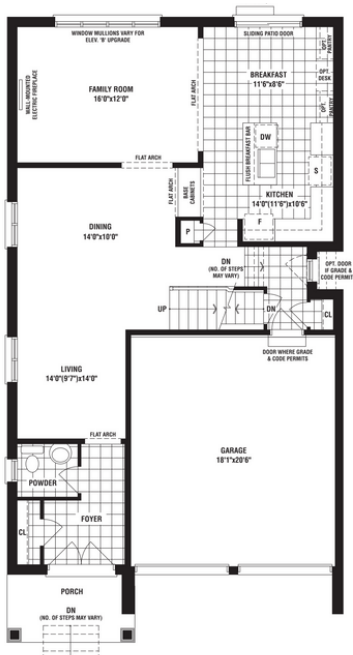 WINDOW MULLIONS VARY FOR
ELEV. 'B' UPGRADE
SLIDING PATIO DOOR
OPT.
PANTRY
WALL-MOUNTED
ELECTRIC FIREPLACE
FAMILY ROOM
16'0"x12'0"
FLAT ARCH
BREAKFAST
11'6"x8'6"
OPT.
DESK
OPT.
PANTRY
FLUSH BREAKFAST BAR
DW
FLAT ARCH
S
FLAT ARCH
BASE
CABINETS
KITCHEN
14'0"(11'6")x10'6"
F
P
DINING
14'0"x10'0"
DN
(NO. OF STEPS
MAY VARY)
OPT. DOOR
IF GRADE &
CODE PERMITS
UP
DN
CL
DOOR WHERE GRADE
& CODE PERMITS
LIVING
14'0"(9'7")x14'0"
FLAT ARCH
GARAGE
18'1"x20'6"
POWDER
FOYER
CL
PORCH
DN
(NO. OF STEPS MAY VARY)